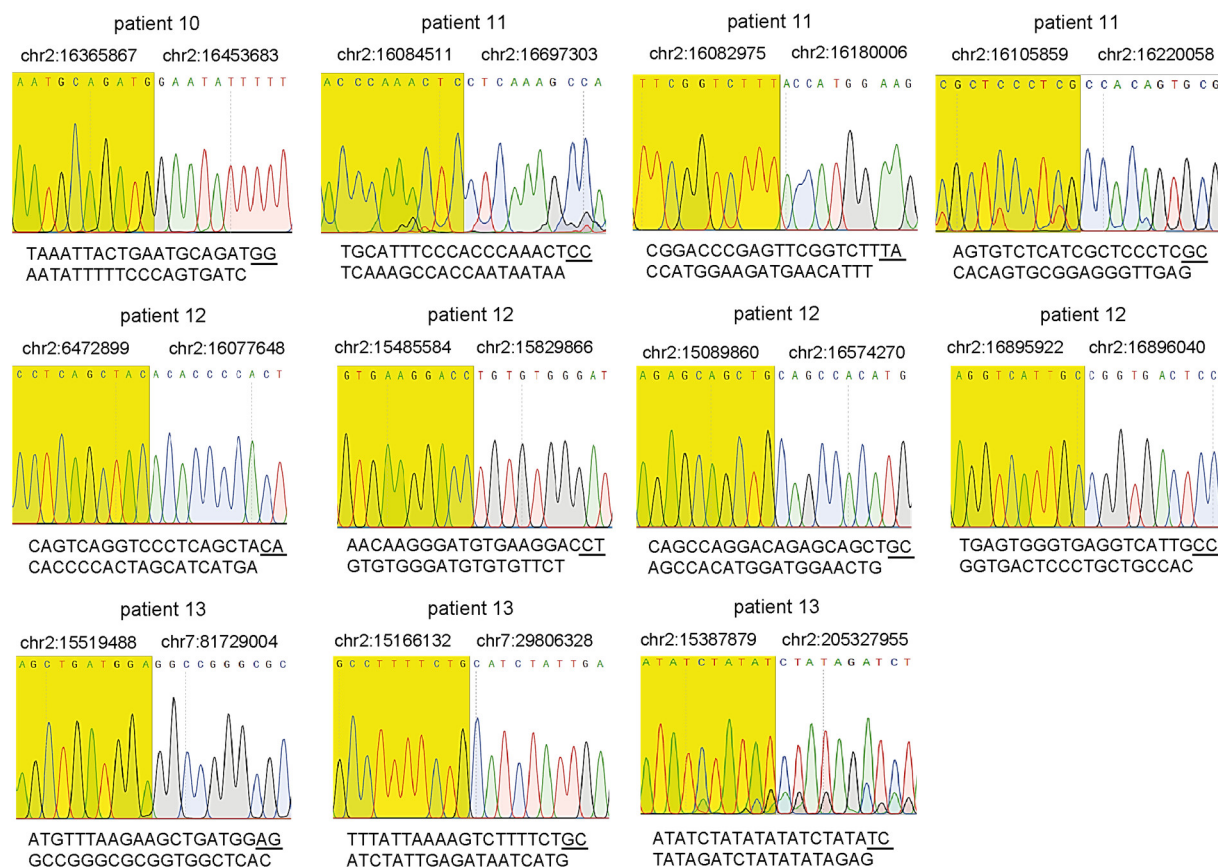 patient 10
chr2:16365867 chr2:16453683
AATGCAGATGGAATATTTTT
TAAATTACTGAATGCAGATGG
AATATTTTTCCCAGTGATC
patient 11
chr2:16084511 chr2:16697303
ACCCAAACTCCTCAAAGCCA
TGCATTTCCCACCCAAACTCC
TCAAAGCCACCAATAATAA
patient 11
chr2:16082975 chr2:16180006
TTCGGTCTTTACCATGGAAG
CGGACCCGAGTTCGGTCTTTA
CCATGGAAGATGAACATTT
patient 11
chr2:16105859 chr2:16220058
CGCTCCCTCGCCACAGTGCG
AGTGTCTCATCGCTCCCTCGC
CACAGTGCGGAGGGTTGAG
patient 12
chr2:6472899 chr2:16077648
CCTCAGCTACACACCCCACT
CAGTCAGGTCCCTCAGCTACA
CACCCCACTAGCATCATGA
patient 12
chr2:15485584 chr2:15829866
GTGAAGGACCTGTGTGGGAT
AACAAGGGATGTGAAGGACCT
GTGTGGGATGTGTGTTCT
patient 12
chr2:15089860 chr2:16574270
AGAGCAGCTGCAGCCACATG
CAGCCAGGACAGAGCAGCTGC
AGCCACATGGATGGAACTG
patient 12
chr2:16895922 chr2:16896040
AGGTCATTGCCGGTGACTCC
TGAGTGGGTGAGGTCATTGCC
GGTGACTCCCTGCTGCCAC
patient 13
chr2:15519488 chr7:81729004
AGCTGATGGAGGCCGGGCGC
ATGTTTAAGAAGCTGATGGAG
GCCGGGCGCGGTGGCTCAC
patient 13
chr2:15166132 chr7:29806328
GCCTTTTCTGCATCTATTGA
TTTATTAAAAGTCTTTTCTGC
ATCTATTGAGATAATCATG
patient 13
chr2:15387879 chr2:205327955
ATATCTATATCTATAGATCT
ATATCTATATATATCTATATC
TATAGATCTATATATAGAG